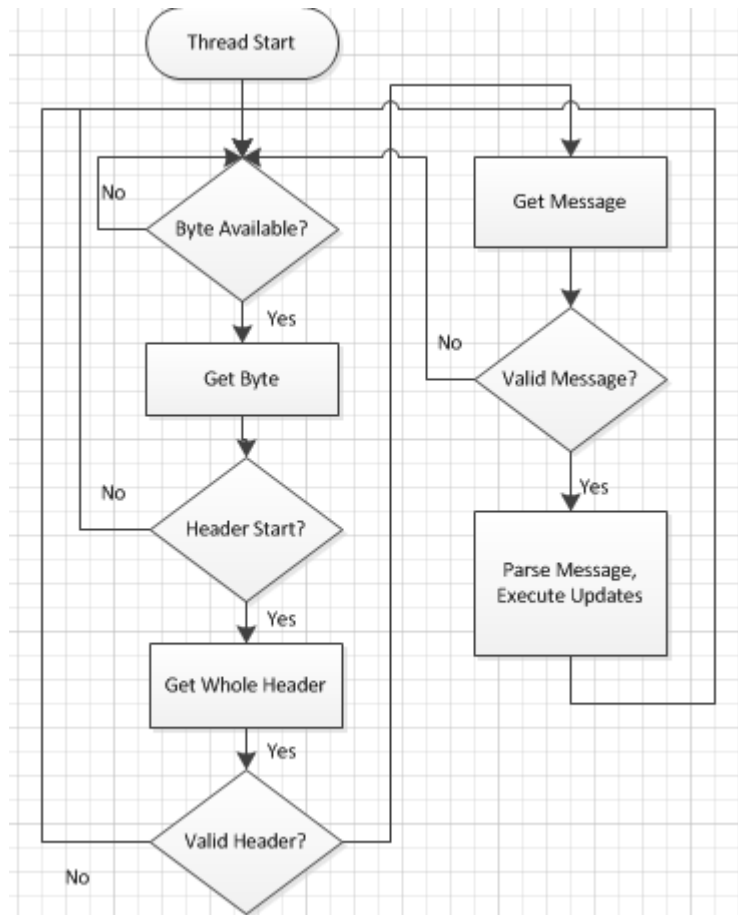 Thread Start
No
Byte Available?
Yes
Get Byte
No
Header Start?
Yes
Get Whole Header
Yes
Valid Header?
No
Get Message
No
Valid Message?
Yes
Parse Message,
Execute Updates